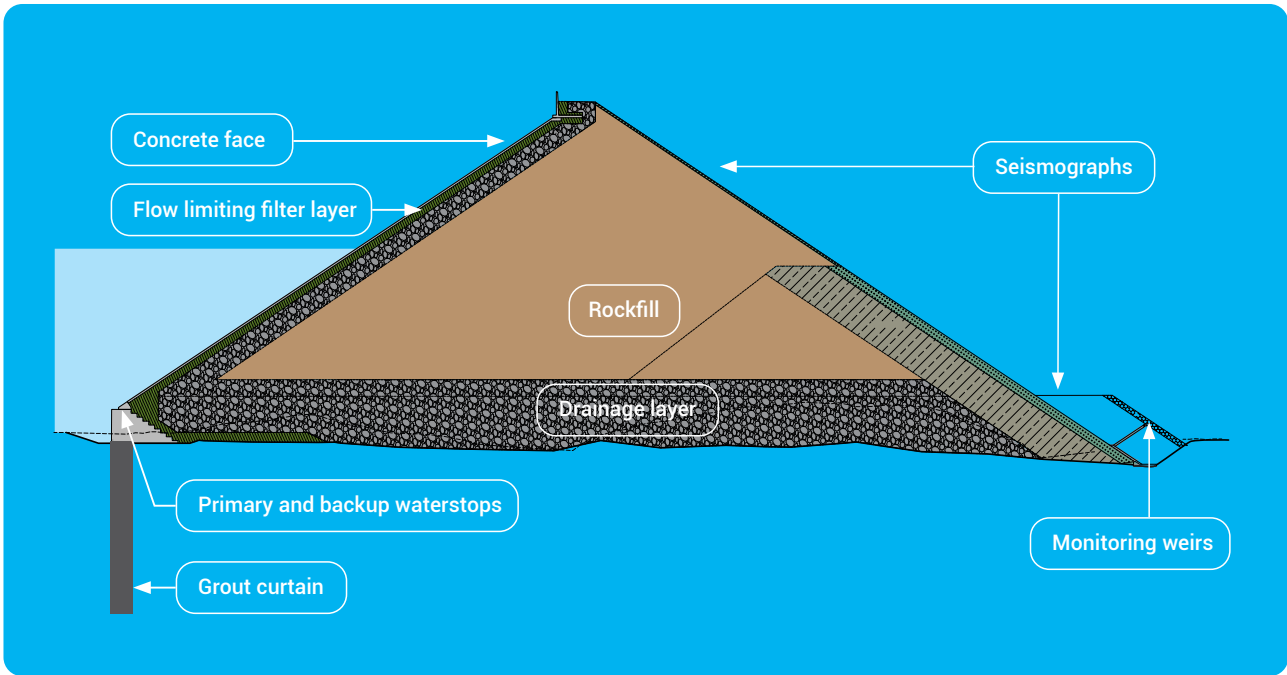 Concrete face
Seismographs
Flow limiting filter layer
Rockfill
Drainage layer
Primary and backup waterstops
Monitoring weirs
Grout curtain